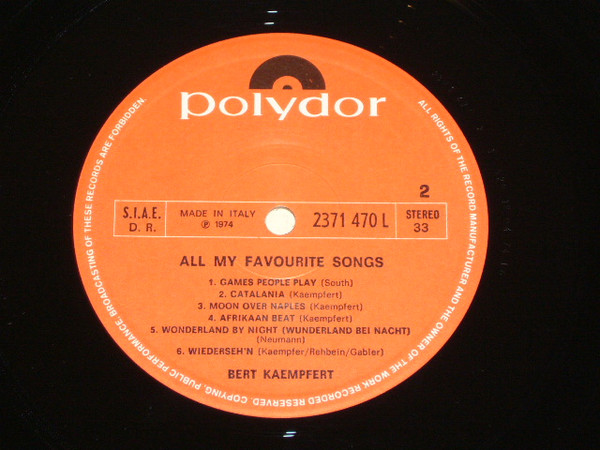 polydor
2
S.I.A.E.
D. R.
MADE IN ITALY
℗ 1974
2371 470 L
STEREO
33
ALL MY FAVOURITE SONGS
1. GAMES PEOPLE PLAY (South)
2. CATALANIA (Kaempfert)
3. MOON OVER NAPLES (Kaempfert)
4. AFRIKAAN BEAT (Kaempfert)
5. WONDERLAND BY NIGHT (WUNDERLAND BEI NACHT)
(Neumann)
6. WIEDERSEH'N (Kaempfer/Rehbein/Gabler)
BERT KAEMPFERT
ALL RIGHTS OF THE RECORD MANUFACTURER AND THE OWNER OF THE WORK RECORDED RESERVED. COPYING, PUBLIC PERFORMANCE, BROADCASTING OF THESE RECORDS ARE FORBIDDEN.